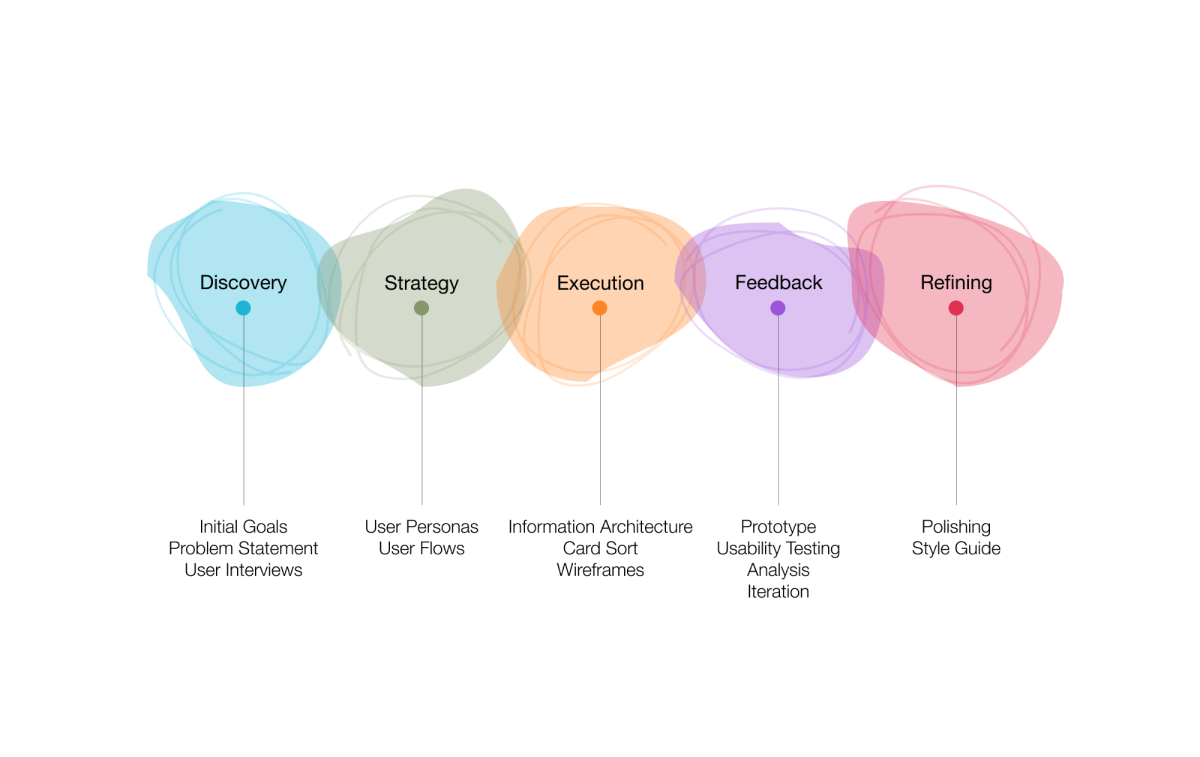 Discovery
Strategy
Execution
Feedback
Refining
Initial Goals
Problem Statement
User Interviews
User Personas
User Flows
Information Architecture
Card Sort
Wireframes
Prototype
Usability Testing
Analysis
Iteration
Polishing
Style Guide